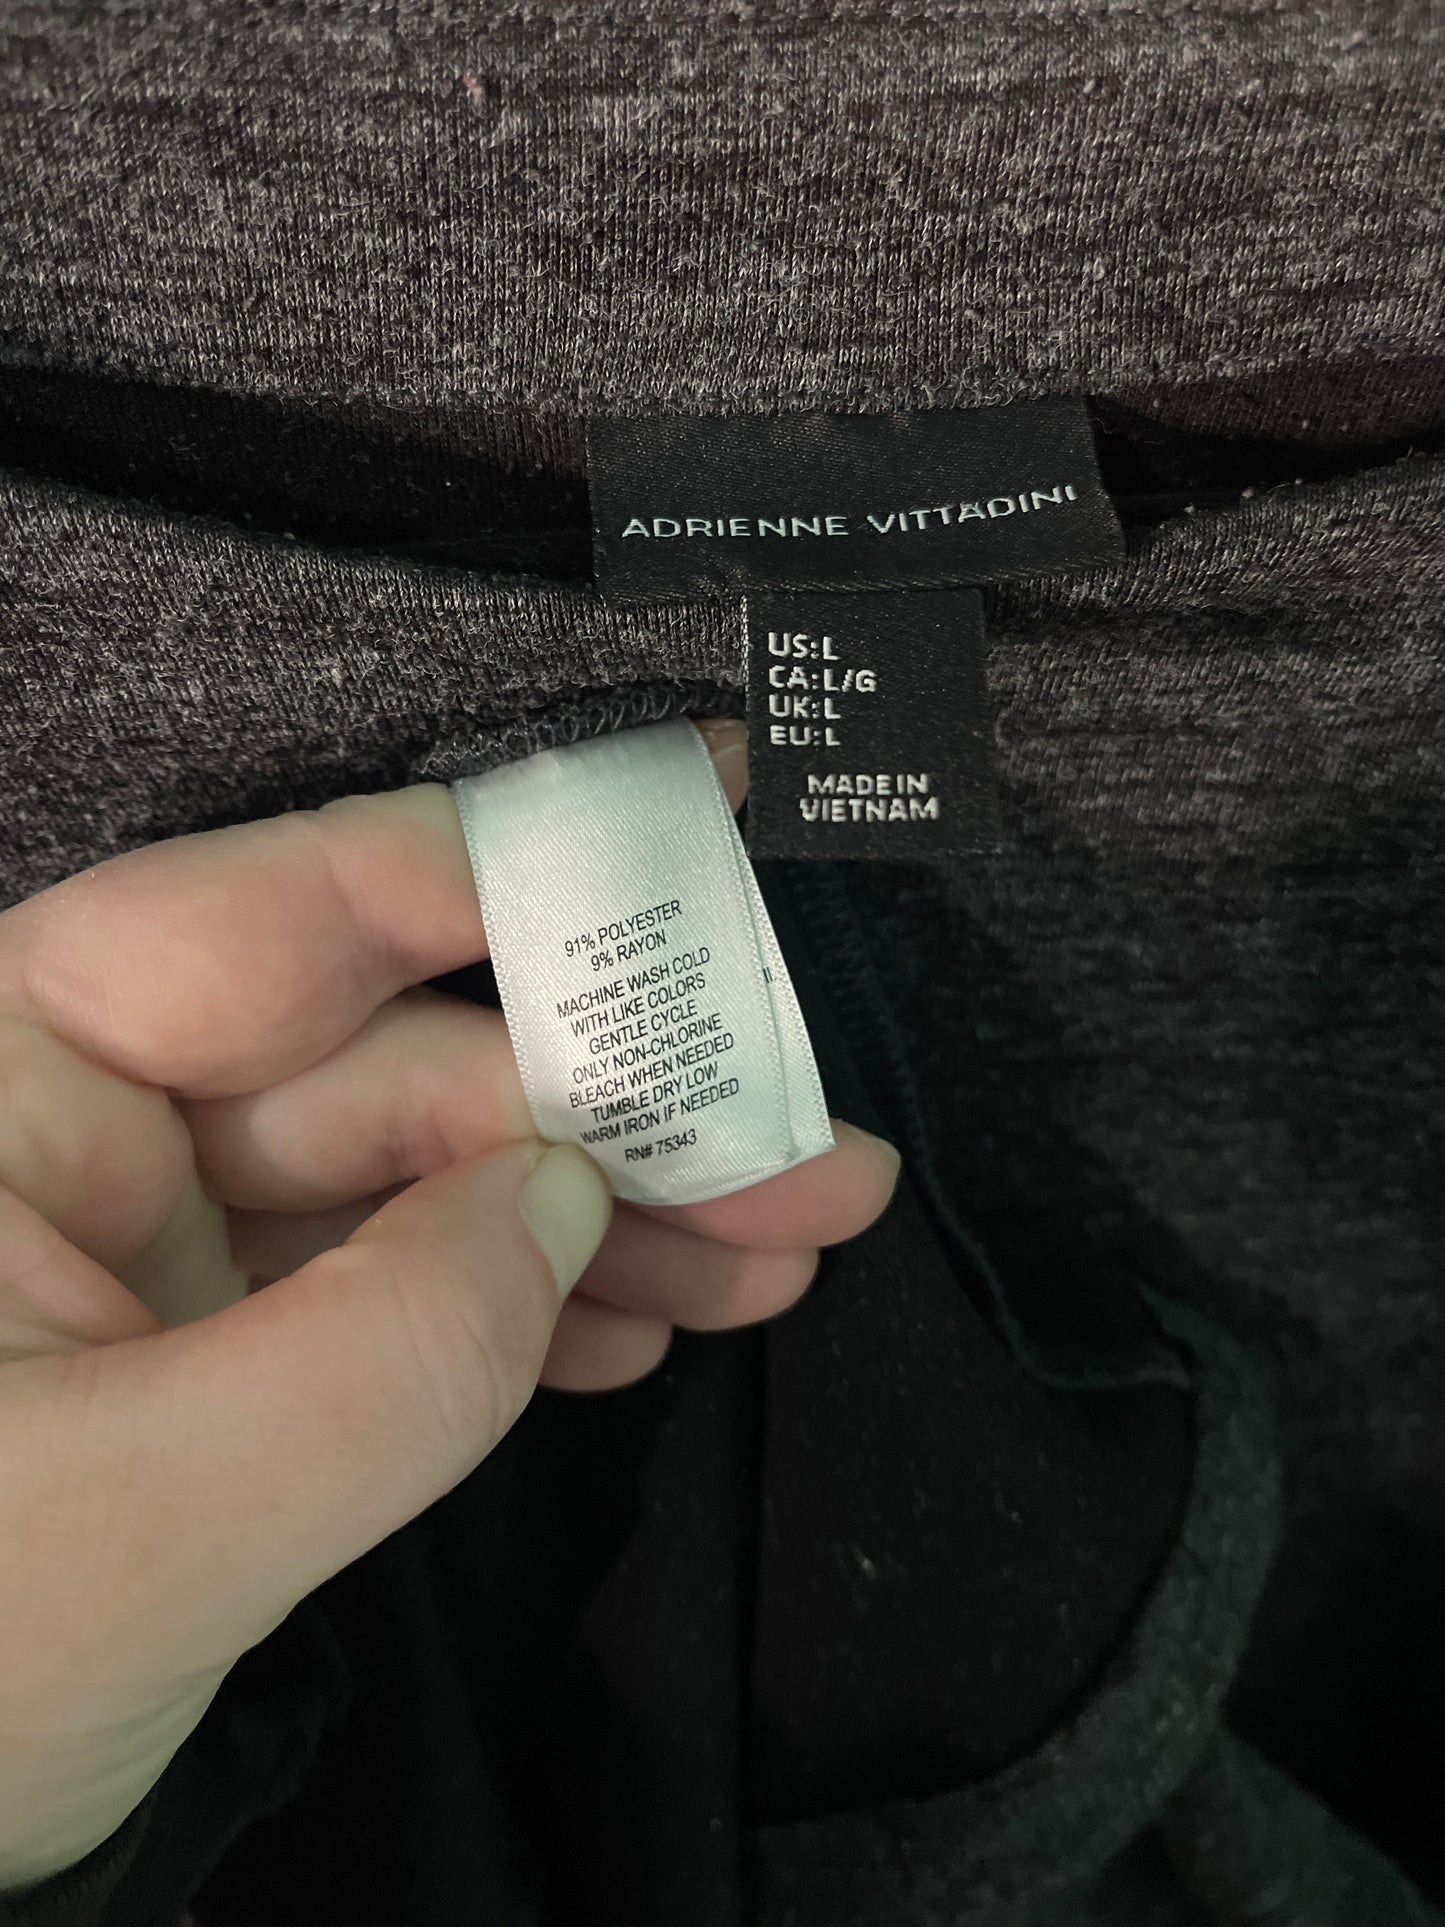 ADRIENNE VITTADINI
US:L
CA:L/G
UK:L
EU:L
MADE IN
VIETNAM
91% POLYESTER
9% RAYON
MACHINE WASH COLD
WITH LIKE COLORS
GENTLE CYCLE
ONLY NON-CHLORINE
BLEACH WHEN NEEDED
TUMBLE DRY LOW
WARM IRON IF NEEDED
RN# 75343